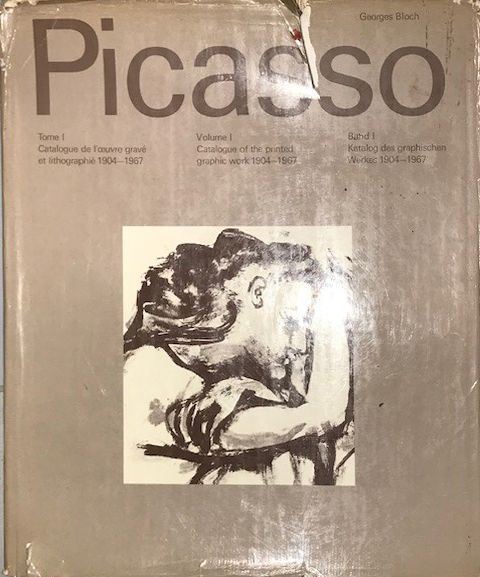 Georges Bloch
Picasso
Tome I
Catalogue de l'œuvre gravé
et lithographié 1904–1967
Volume I
Catalogue of the printed
graphic work 1904–1967
Band I
Katalog des graphischen
Werkes 1904–1967